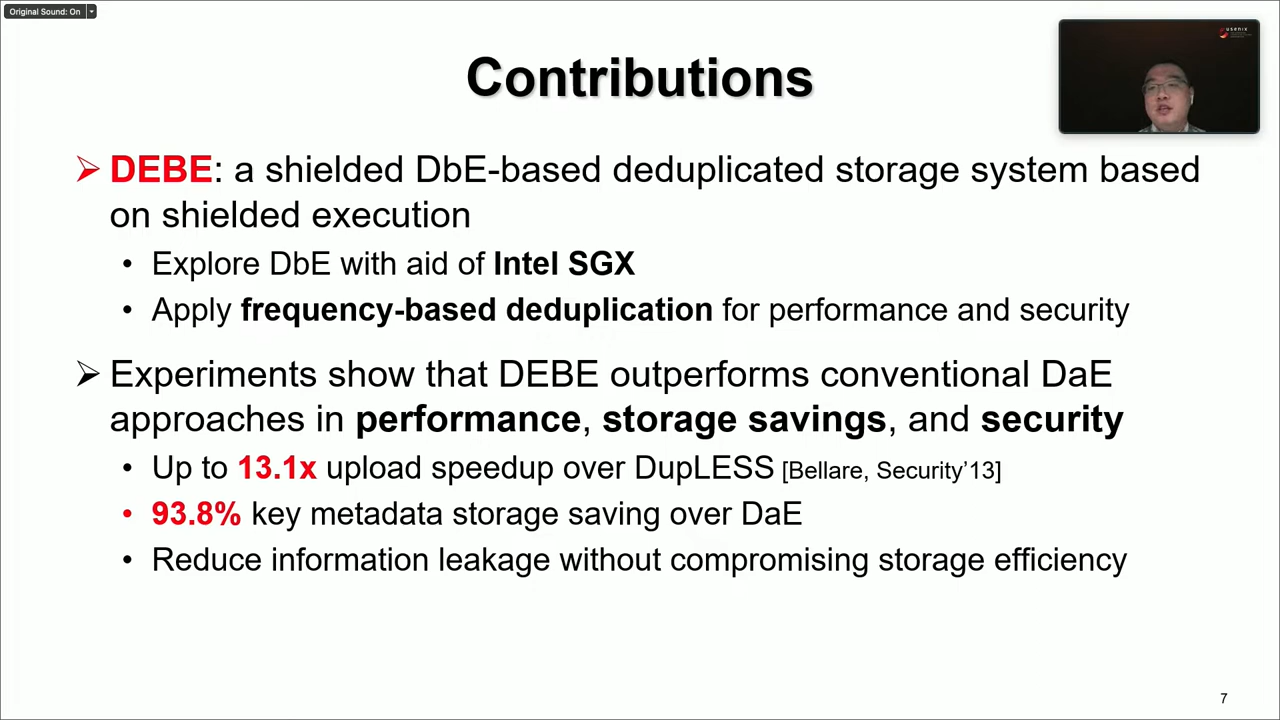 Original Sound: On
usenix
Contributions
DEBE: a shielded DbE-based deduplicated storage system based
on shielded execution
• Explore DbE with aid of Intel SGX
• Apply frequency-based deduplication for performance and security
Experiments show that DEBE outperforms conventional DaE
approaches in performance, storage savings, and security
• Up to 13.1x upload speedup over DupLESS [Bellare, Security’13]
• 93.8% key metadata storage saving over DaE
• Reduce information leakage without compromising storage efficiency
7